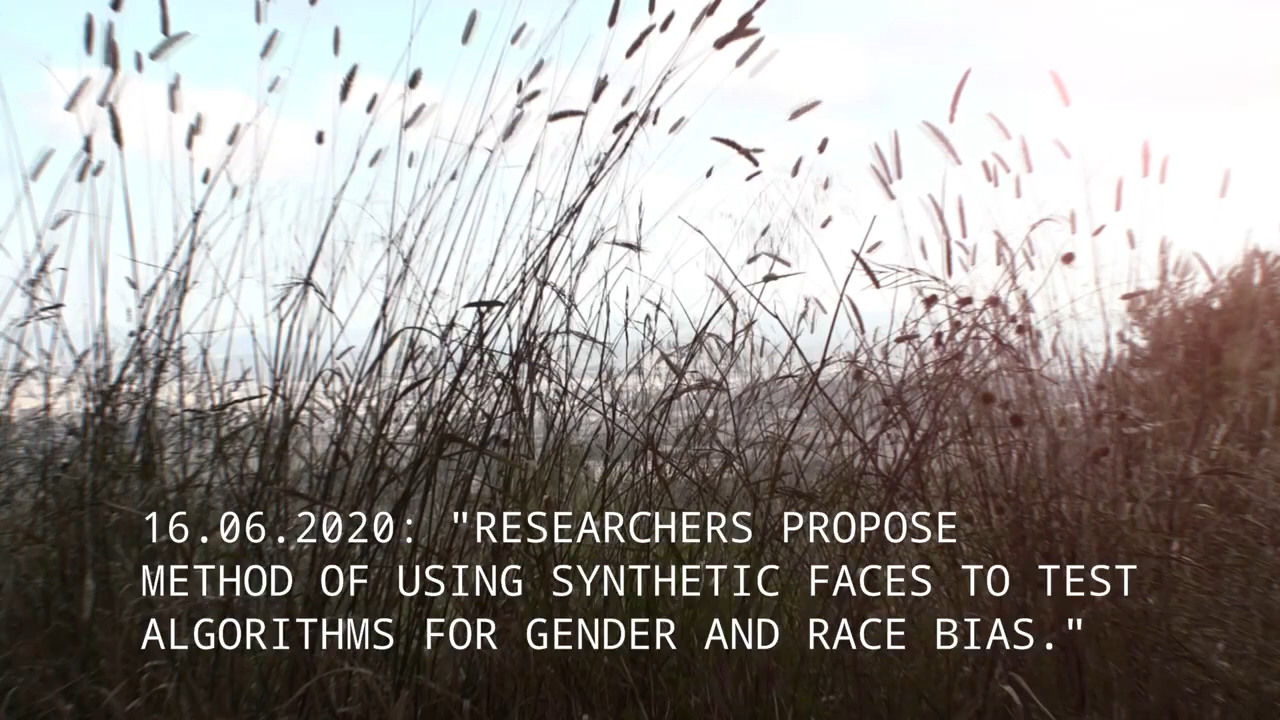 16.06.2020: "RESEARCHERS PROPOSE
METHOD OF USING SYNTHETIC FACES TO TEST
ALGORITHMS FOR GENDER AND RACE BIAS."